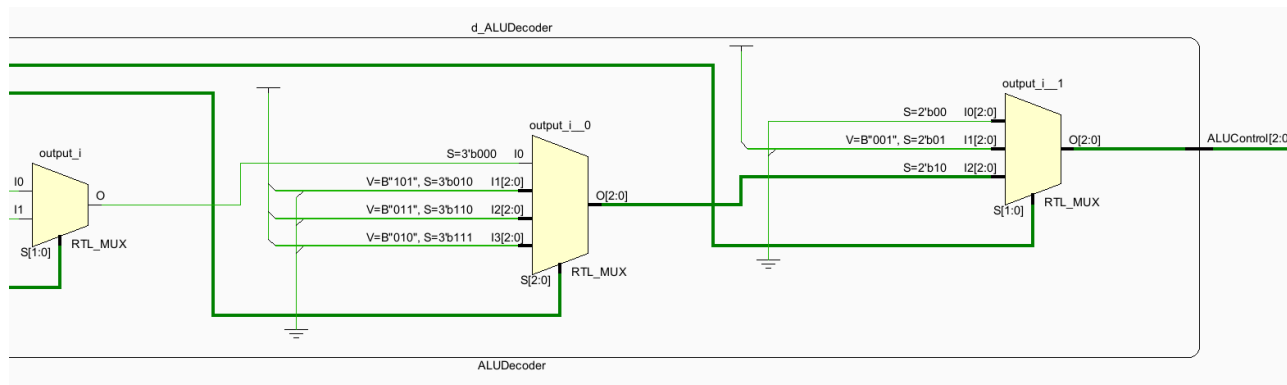 d_ALUDecoder
output_i
I0
I1
O
S[1:0]
RTL_MUX
output_i__0
S=3'b000 I0
V=B"101", S=3'b010 I1[2:0]
V=B"011", S=3'b110 I2[2:0]
V=B"010", S=3'b111 I3[2:0]
O[2:0]
S[2:0]
RTL_MUX
output_i__1
S=2'b00 I0[2:0]
V=B"001", S=2'b01 I1[2:0]
S=2'b10 I2[2:0]
O[2:0]
S[1:0]
RTL_MUX
ALUControl[2:0
ALUDecoder